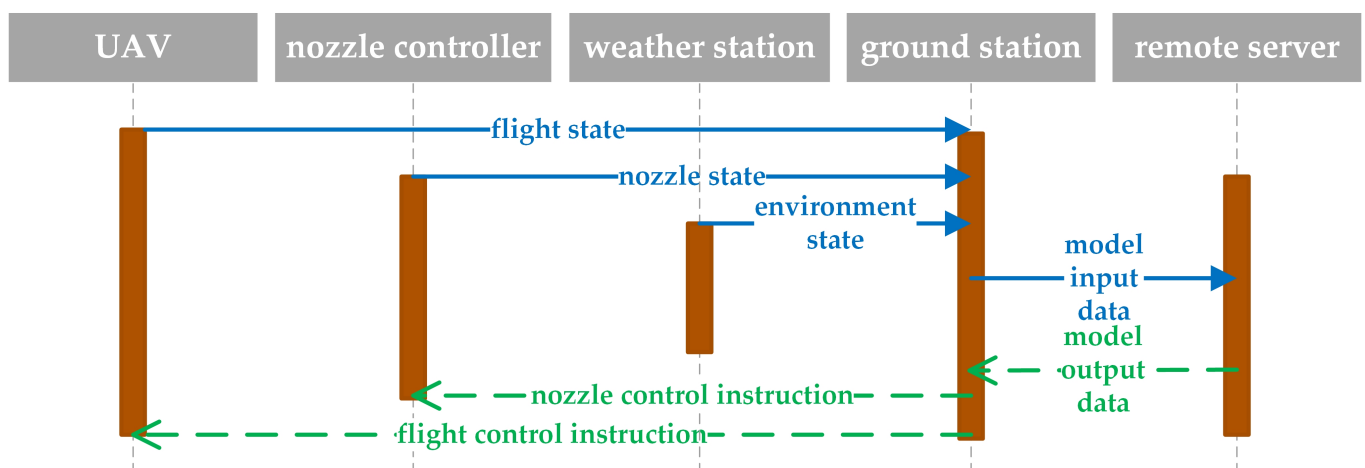 UAV
nozzle controller
weather station
ground station
remote server
flight state
nozzle state
environment
state
model
input
data
model
output
data
nozzle control instruction
flight control instruction